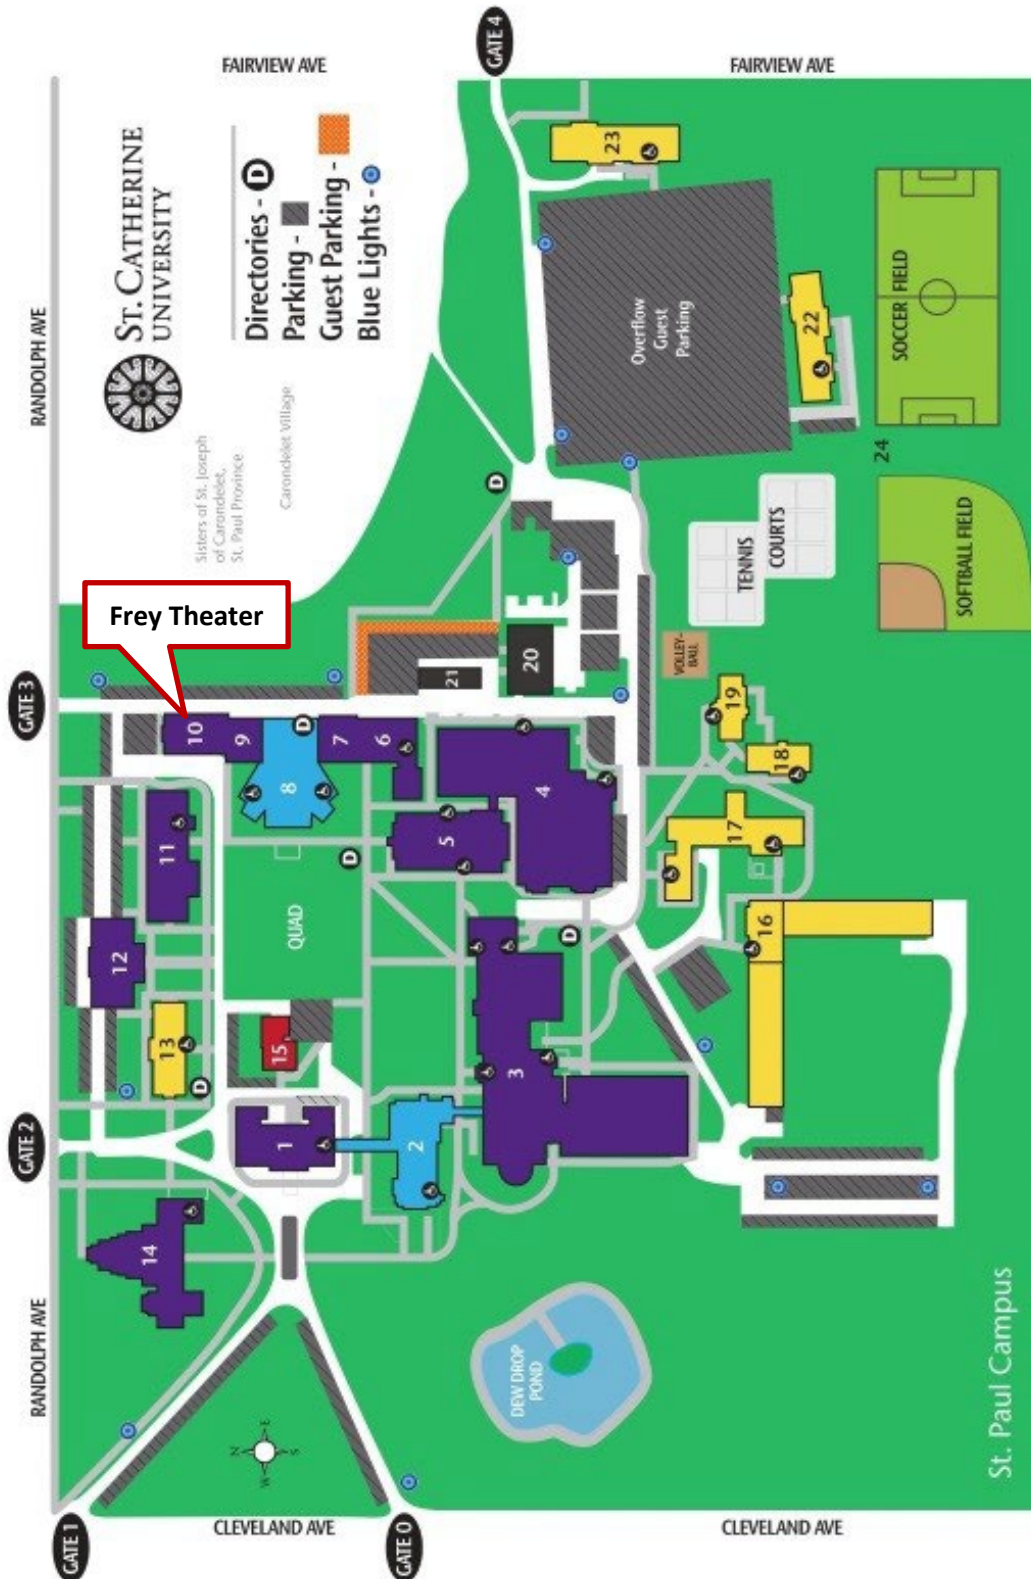 GATE 4
FAIRVIEW AVE
FAIRVIEW AVE
RANDOLPH AVE
ST. CATHERINE
UNIVERSITY
Directories - D
Parking -
Guest Parking -
Blue Lights -
Sisters of St. Joseph
of Carondelet,
St. Paul Province
Carondelet Village
Frey Theater
GATE 3
23
Overflow
Guest
Parking
22
SOCCER FIELD
24
SOFTBALL FIELD
TENNIS
COURTS
VOLLEY-
BALL
D
20
21
19
18
17
16
10
9
D
8
7
6
5
4
D
11
12
13
D
QUAD
15
D
3
GATE 2
1
2
14
RANDOLPH AVE
DEW DROP
POND
N
E
S
W
St. Paul Campus
GATE 1
CLEVELAND AVE
GATE 0
CLEVELAND AVE